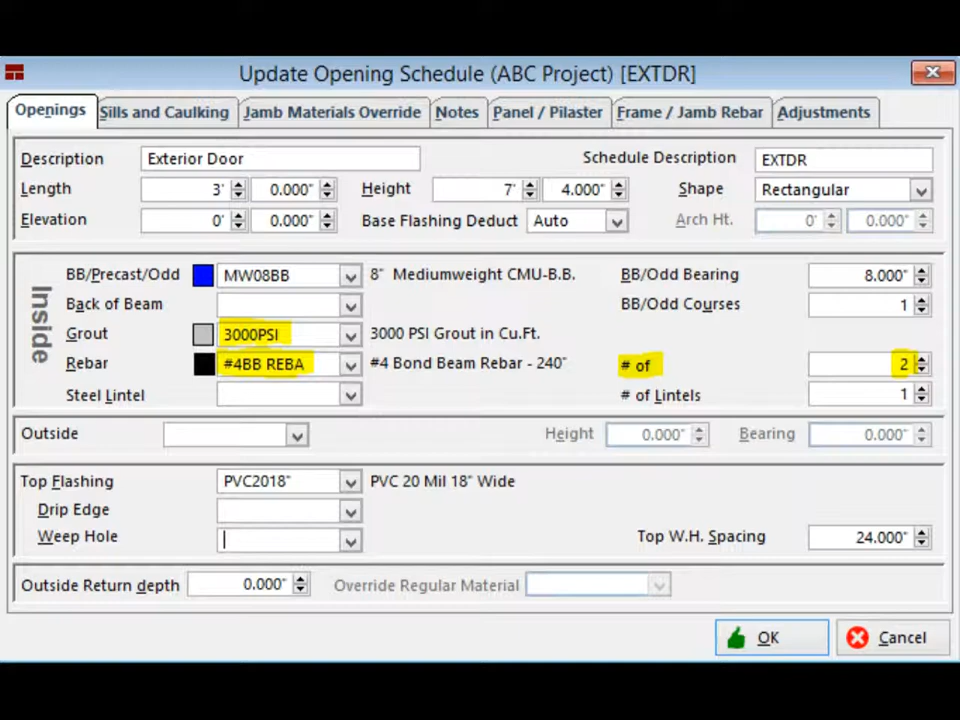 Update Opening Schedule (ABC Project) [EXTDR]
Openings Sills and Caulking Jamb Materials Override Notes Panel / Pilaster Frame / Jamb Rebar Adjustments
Description Exterior Door Schedule Description EXTDR
Length 3' 0.000" Height 7' 4.000" Shape Rectangular
Elevation 0' 0.000" Base Flashing Deduct Auto Arch Ht. 0' 0.000"
Inside
BB/Precast/Odd MW08BB 8" Mediumweight CMU-B.B. BB/Odd Bearing 8.000"
Back of Beam BB/Odd Courses 1
Grout 3000PSI 3000 PSI Grout in Cu.Ft.
Rebar #4BB REBA #4 Bond Beam Rebar - 240" # of 2
Steel Lintel # of Lintels 1
Outside Height 0.000" Bearing 0.000"
Top Flashing PVC2018" PVC 20 Mil 18" Wide
Drip Edge
Weep Hole Top W.H. Spacing 24.000"
Outside Return depth 0.000" Override Regular Material
OK Cancel